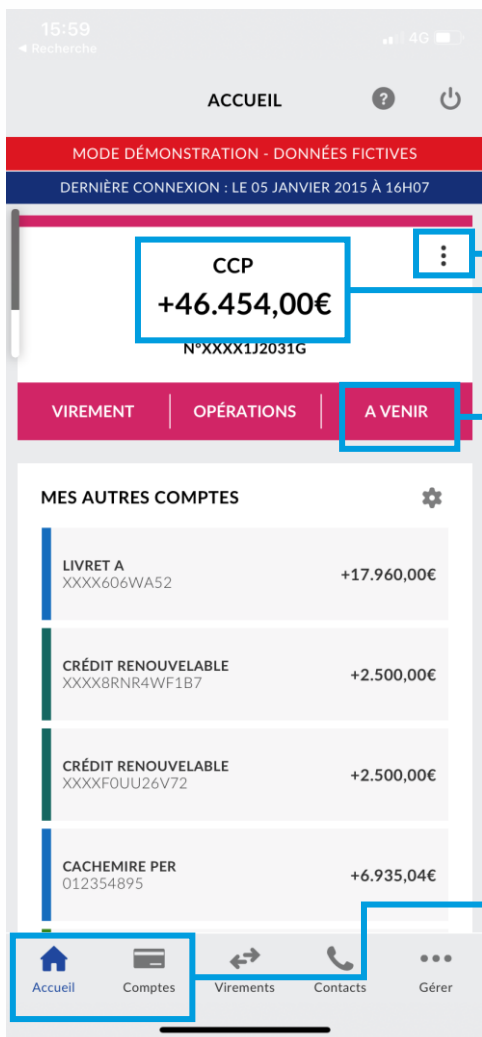 15:59
4G
◀ Recherche
ACCUEIL
?
MODE DÉMONSTRATION - DONNÉES FICTIVES
DERNIÈRE CONNEXION : LE 05 JANVIER 2015 À 16H07
CCP
+46.454,00€
N°XXXX1J2031G
VIREMENT
OPÉRATIONS
A VENIR
MES AUTRES COMPTES
LIVRET A
XXXX606WA52
+17.960,00€
CRÉDIT RENOUVELABLE
XXXX8RNR4WF1B7
+2.500,00€
CRÉDIT RENOUVELABLE
XXXXF0UU26V72
+2.500,00€
CACHEMIRE PER
012354895
+6.935,04€
Accueil
Comptes
Virements
Contacts
Gérer